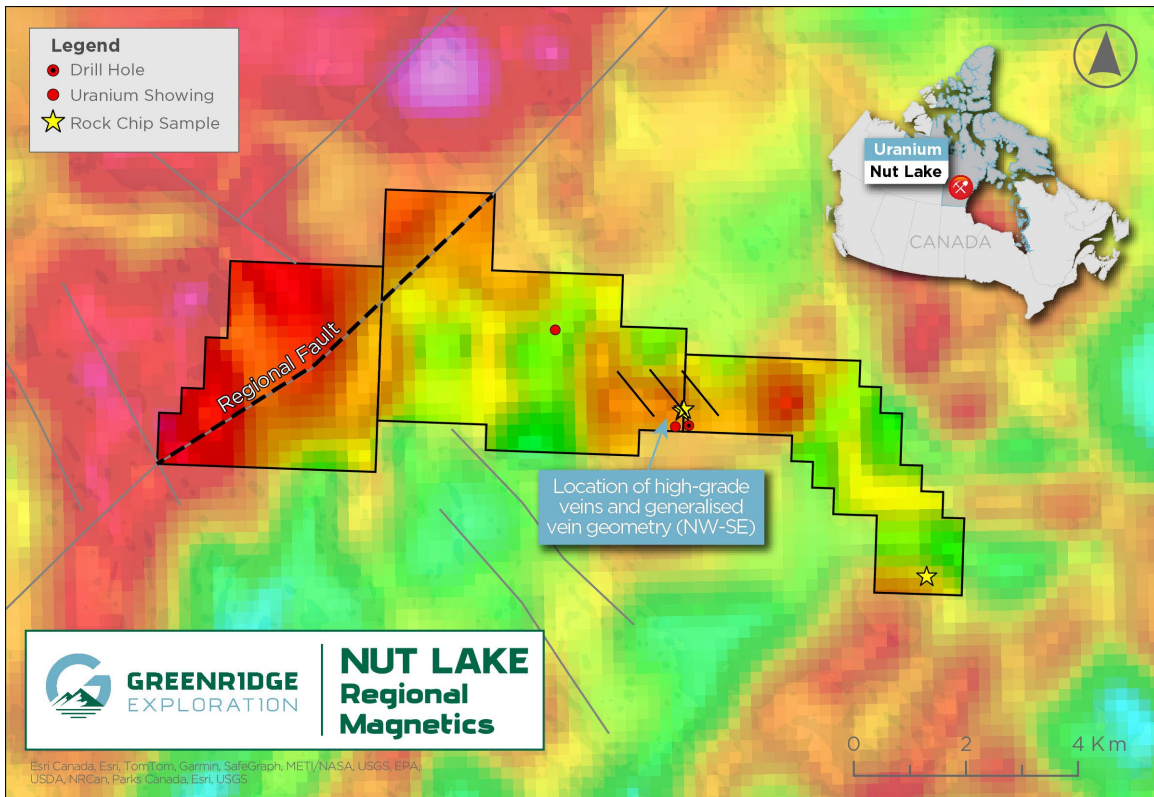 Legend
Drill Hole
Uranium Showing
Rock Chip Sample
Uranium
Nut Lake
CANADA
Regional Fault
Location of high-grade
veins and generalised
vein geometry (NW-SE)
GREENRIDGE
EXPLORATION
NUT LAKE
Regional
Magnetics
0 2 4 Km
Esri Canada, Esri, TomTom, Garmin, SafeGraph, METI/NASA, USGS, EPA,
USDA, NRCan, Parks Canada, Esri, USGS